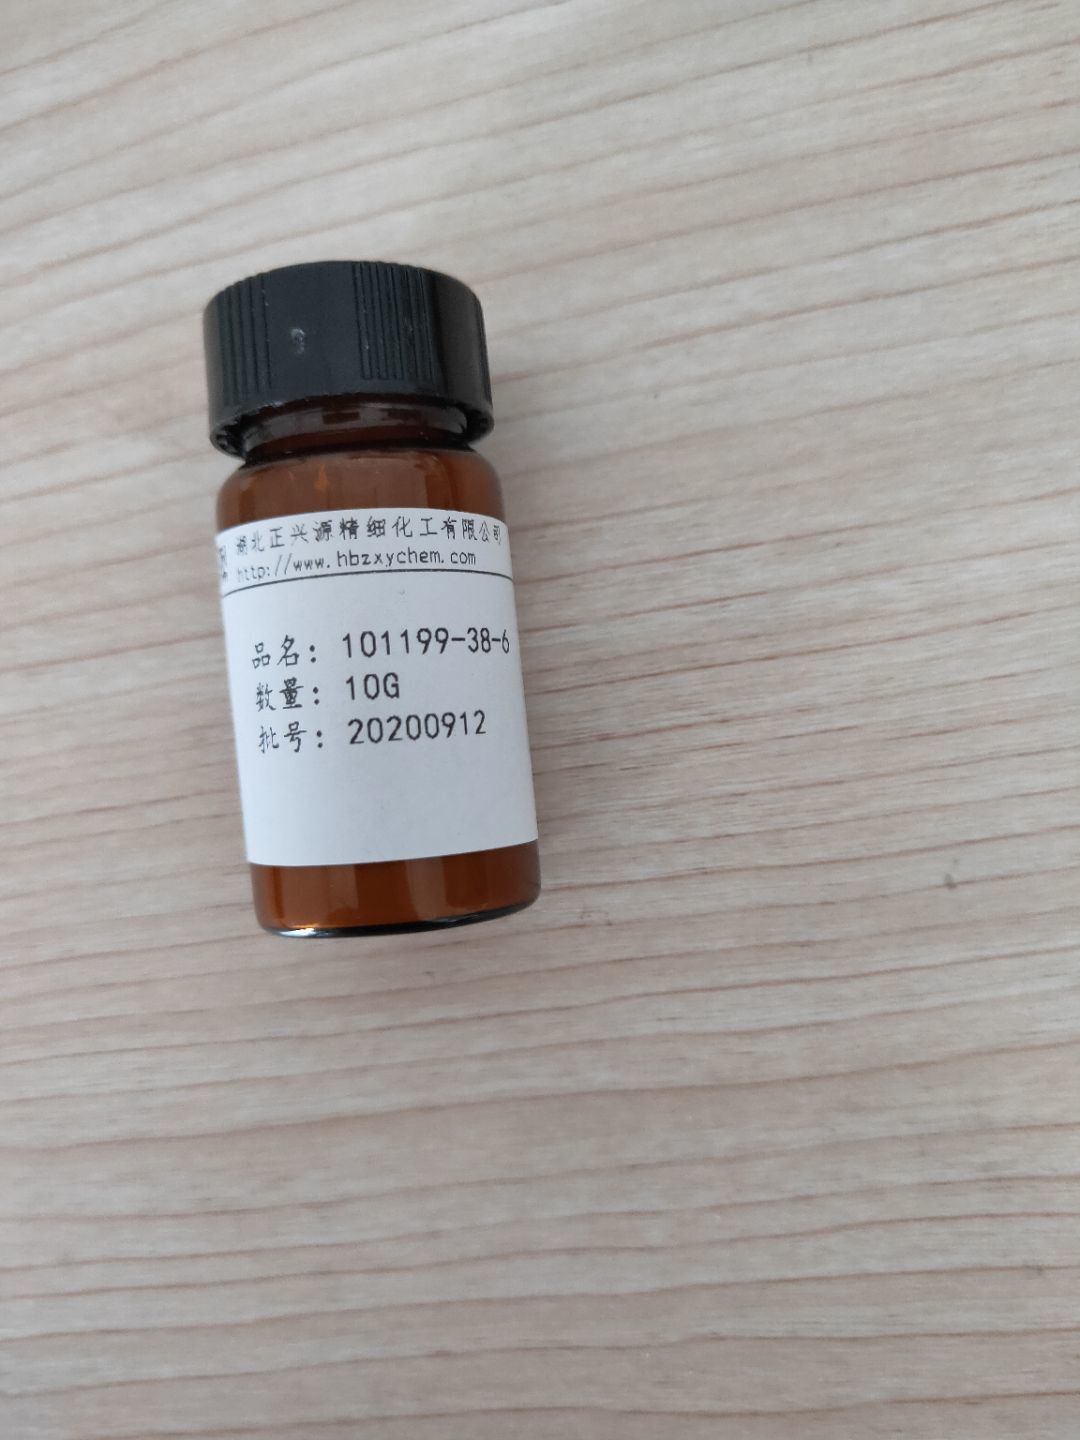 湖北正兴源精细化工有限公司
http://www.hbzxychem.com
品名: 101199-38-6
数量: 10G
批号: 20200912